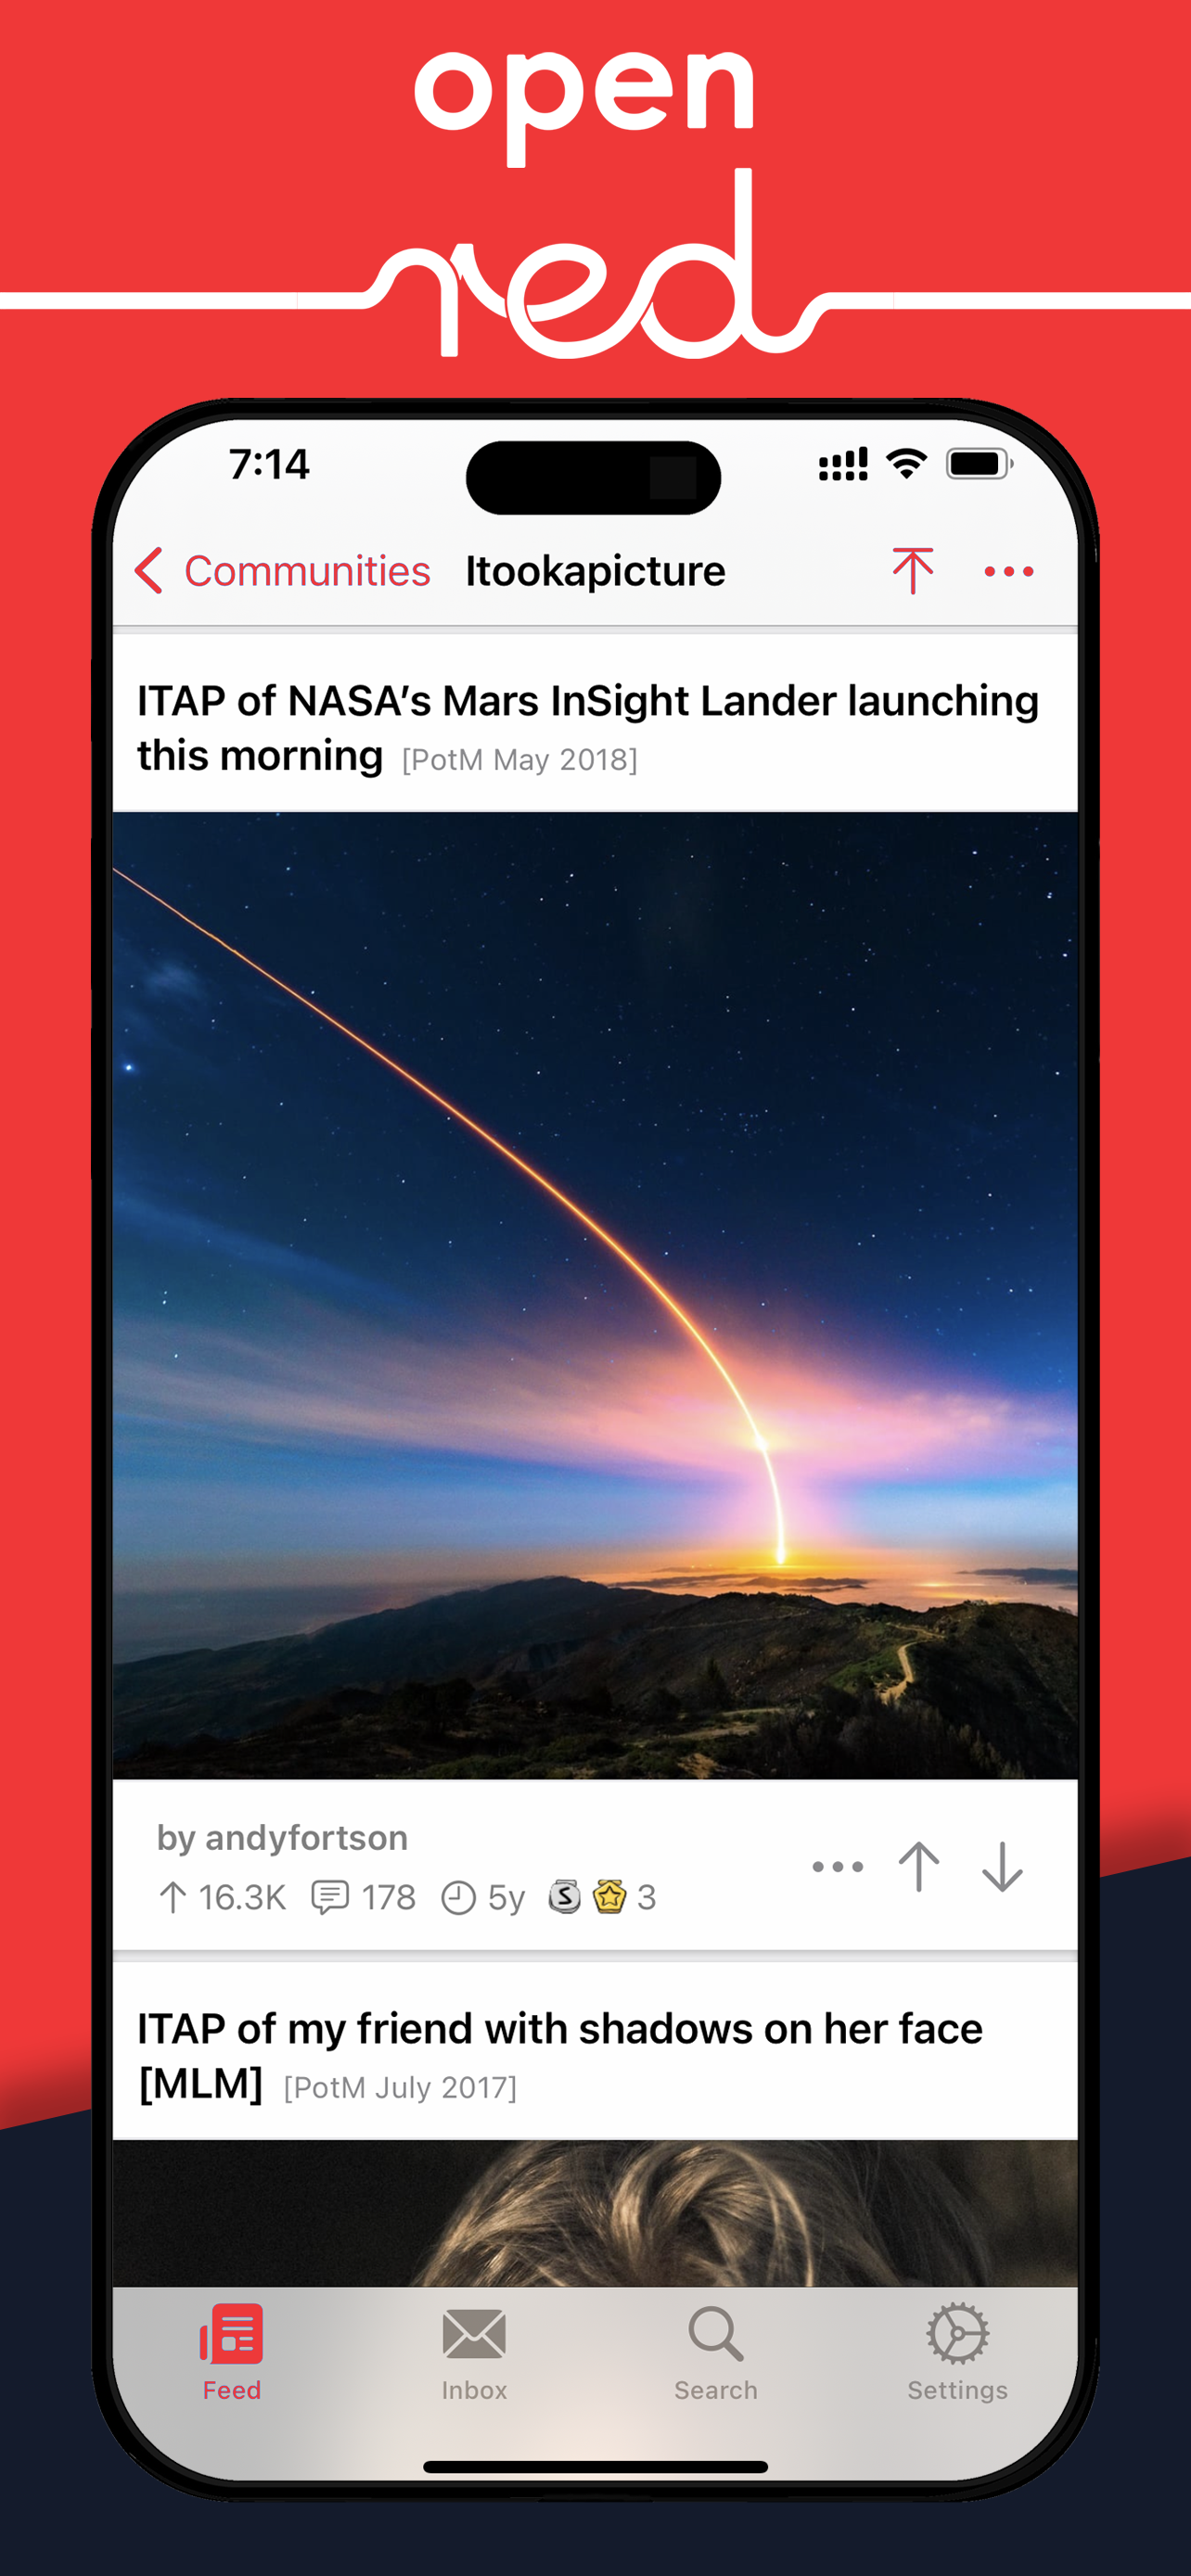 open
red
7:14
Communities Itookapicture
ITAP of NASA’s Mars InSight Lander launching
this morning [PotM May 2018]
by andyfortson
16.3K 178 5y S 3
ITAP of my friend with shadows on her face
[MLM] [PotM July 2017]
Feed Inbox Search Settings